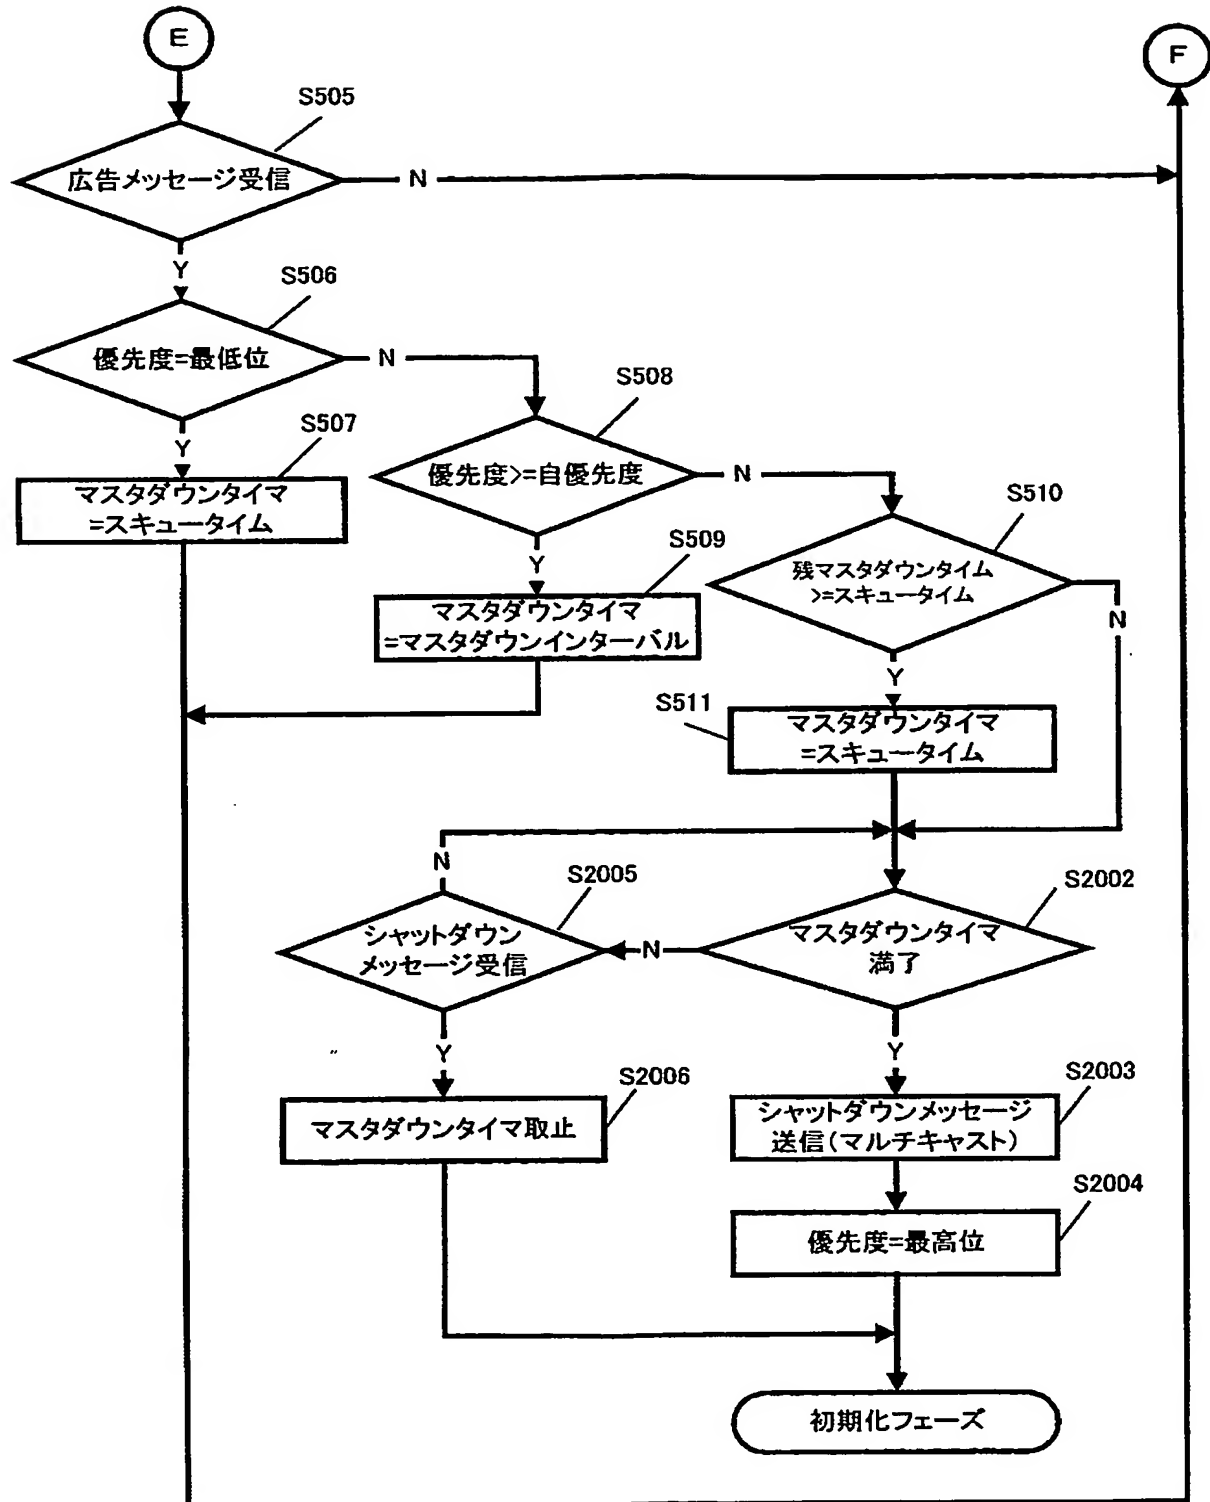 E
F
S505
広告メッセージ受信
N
Y
S506
優先度=最低位
N
Y
S507
マスタダウンタイマ
=スキュータイム
S508
優先度>=自優先度
N
Y
S509
マスタダウンタイマ
=マスタダウンインターバル
S510
残マスタダウンタイム
>=スキュータイム
N
Y
S511
マスタダウンタイマ
=スキュータイム
S2002
マスタダウンタイマ
満了
N
Y
S2005
シャットダウン
メッセージ受信
N
Y
S2006
マスタダウンタイマ取止
S2003
シャットダウンメッセージ
送信(マルチキャスト)
S2004
優先度=最高位
初期化フェーズ